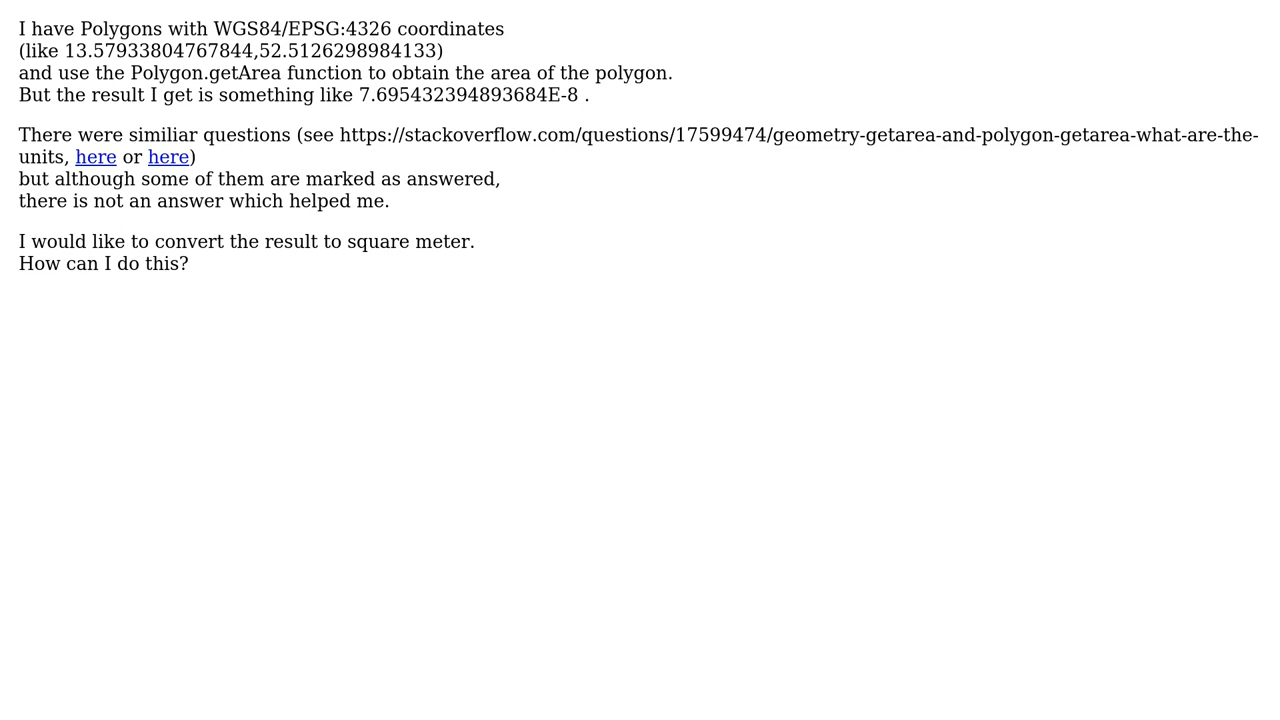 I have Polygons with WGS84/EPSG:4326 coordinates
(like 13.57933804767844,52.5126298984133)
and use the Polygon.getArea function to obtain the area of the polygon.
But the result I get is something like 7.695432394893684E-8 .
There were similiar questions (see https://stackoverflow.com/questions/17599474/geometry-getarea-and-polygon-getarea-what-are-the-
units, here or here)
but although some of them are marked as answered,
there is not an answer which helped me.
I would like to convert the result to square meter.
How can I do this?